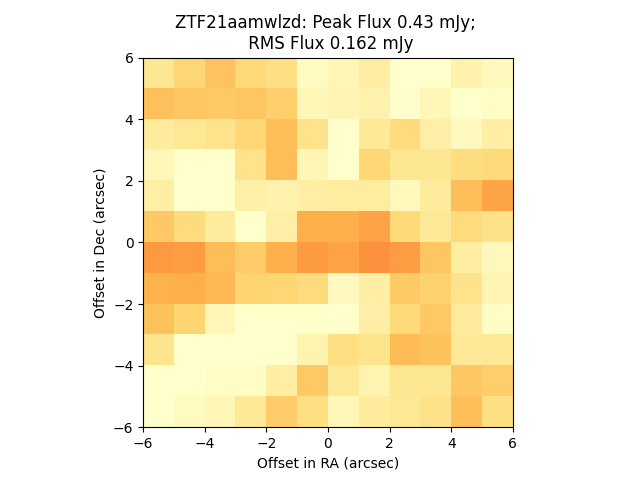 ZTF21aamwlzd: Peak Flux 0.43 mJy;
RMS Flux 0.162 mJy
6
4
2
0
−2
−4
−6
Offset in Dec (arcsec)
−6 −4 −2 0 2 4 6
Offset in RA (arcsec)